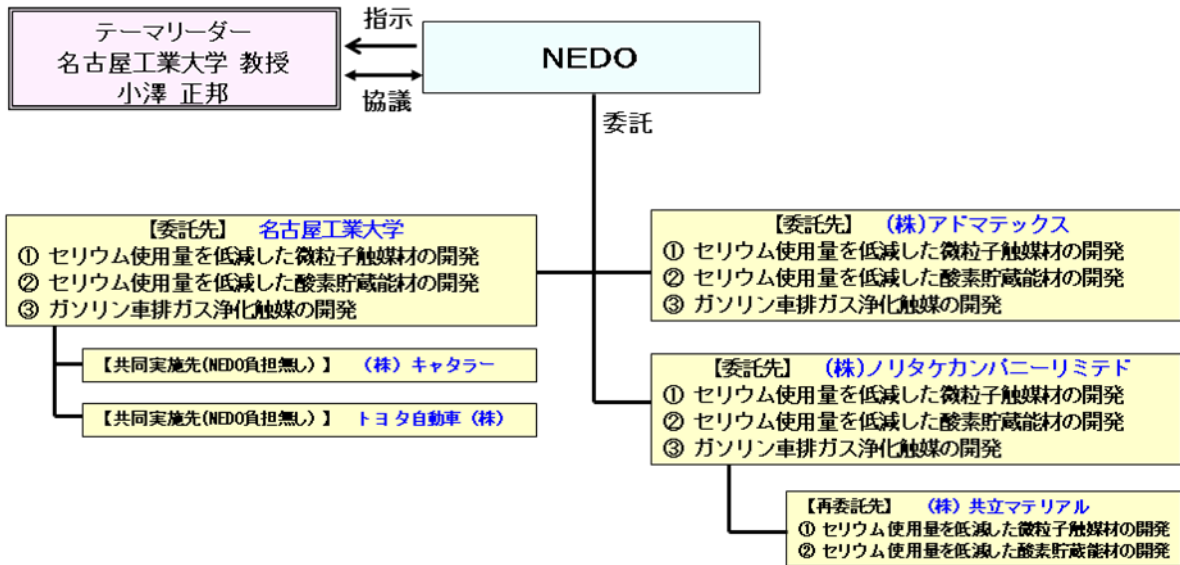 テーマリーダー
名古屋工業大学 教授
小澤 正邦
指示
協議
NEDO
委託
【委託先】 名古屋工業大学
① セリウム使用量を低減した微粒子触媒材の開発
② セリウム使用量を低減した酸素貯蔵能材の開発
③ ガソリン車排ガス浄化触媒の開発
【共同実施先(NEDO負担無し)】 (株) キャタラー
【共同実施先(NEDO負担無し)】 トヨタ自動車 (株)
【委託先】 (株)アドマテックス
① セリウム使用量を低減した微粒子触媒材の開発
② セリウム使用量を低減した酸素貯蔵能材の開発
③ ガソリン車排ガス浄化触媒の開発
【委託先】 (株)ノリタケカンパニーリミテド
① セリウム使用量を低減した微粒子触媒材の開発
② セリウム使用量を低減した酸素貯蔵能材の開発
③ ガソリン車排ガス浄化触媒の開発
【再委託先】 (株) 共立マテリアル
① セリウム使用量を低減した微粒子触媒材の開発
② セリウム使用量を低減した酸素貯蔵能材の開発